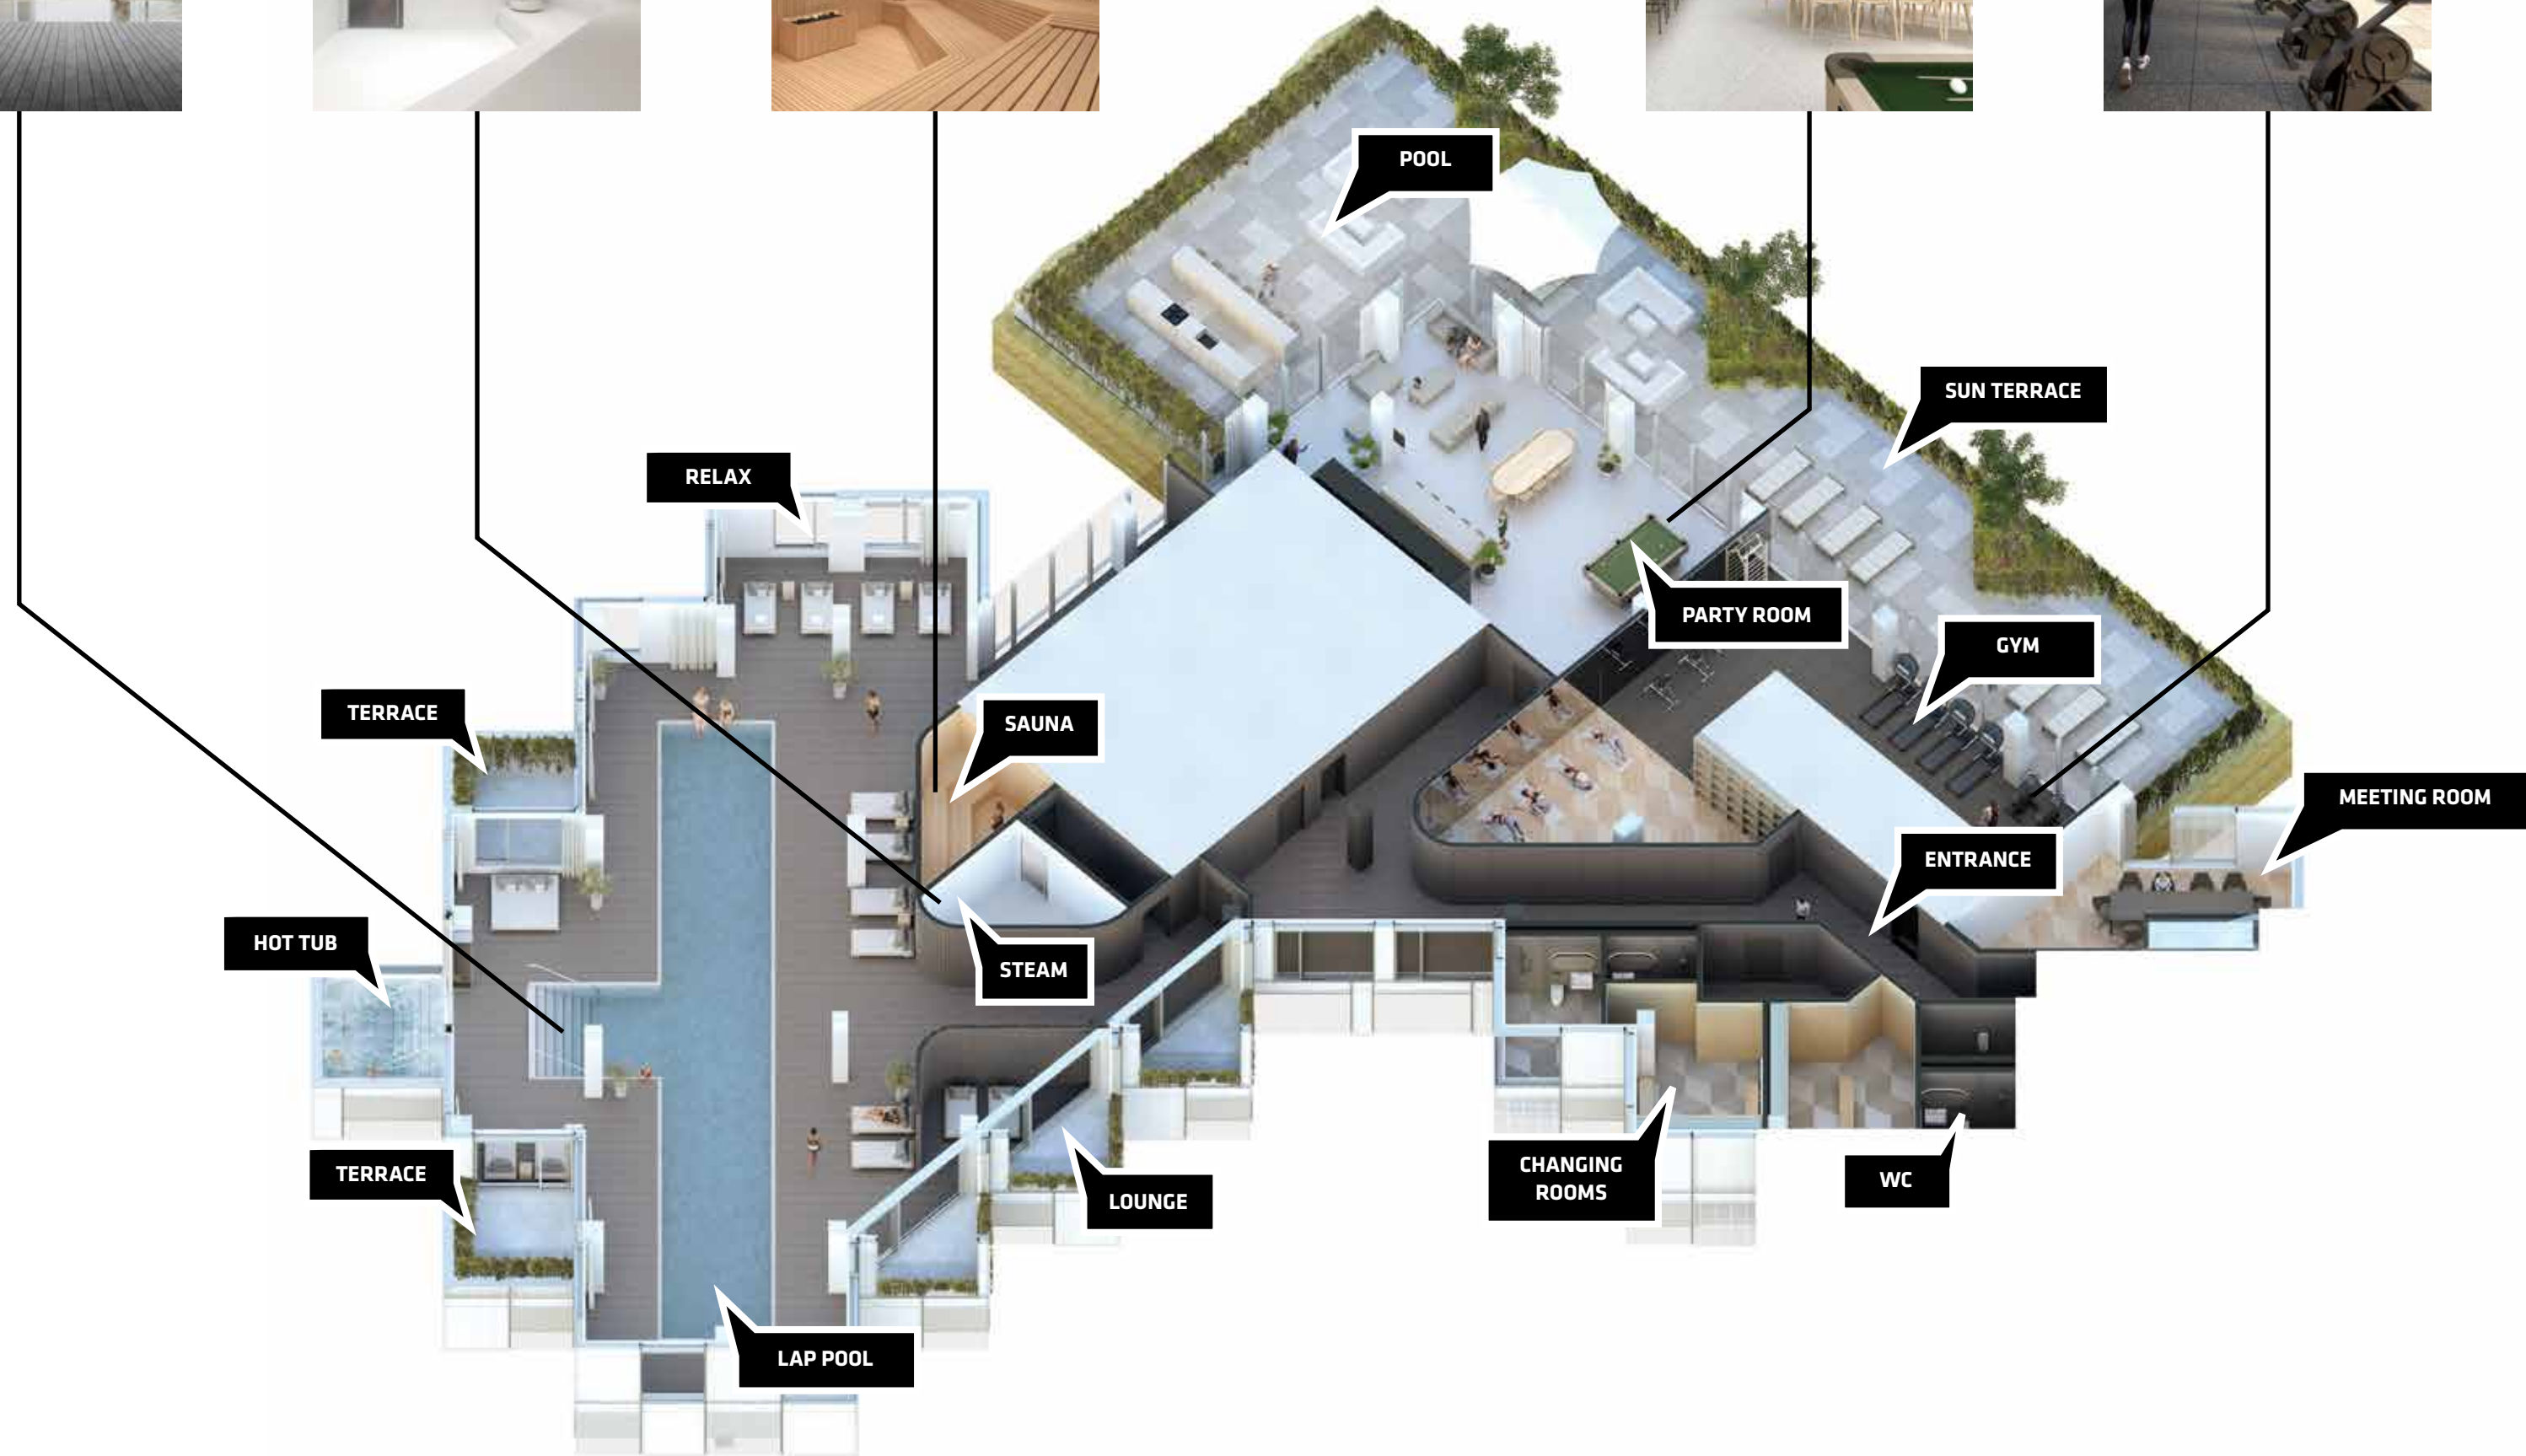 POOL
SUN TERRACE
RELAX
PARTY ROOM
GYM
TERRACE
SAUNA
MEETING ROOM
ENTRANCE
HOT TUB
STEAM
TERRACE
LOUNGE
CHANGING
ROOMS
WC
LAP POOL